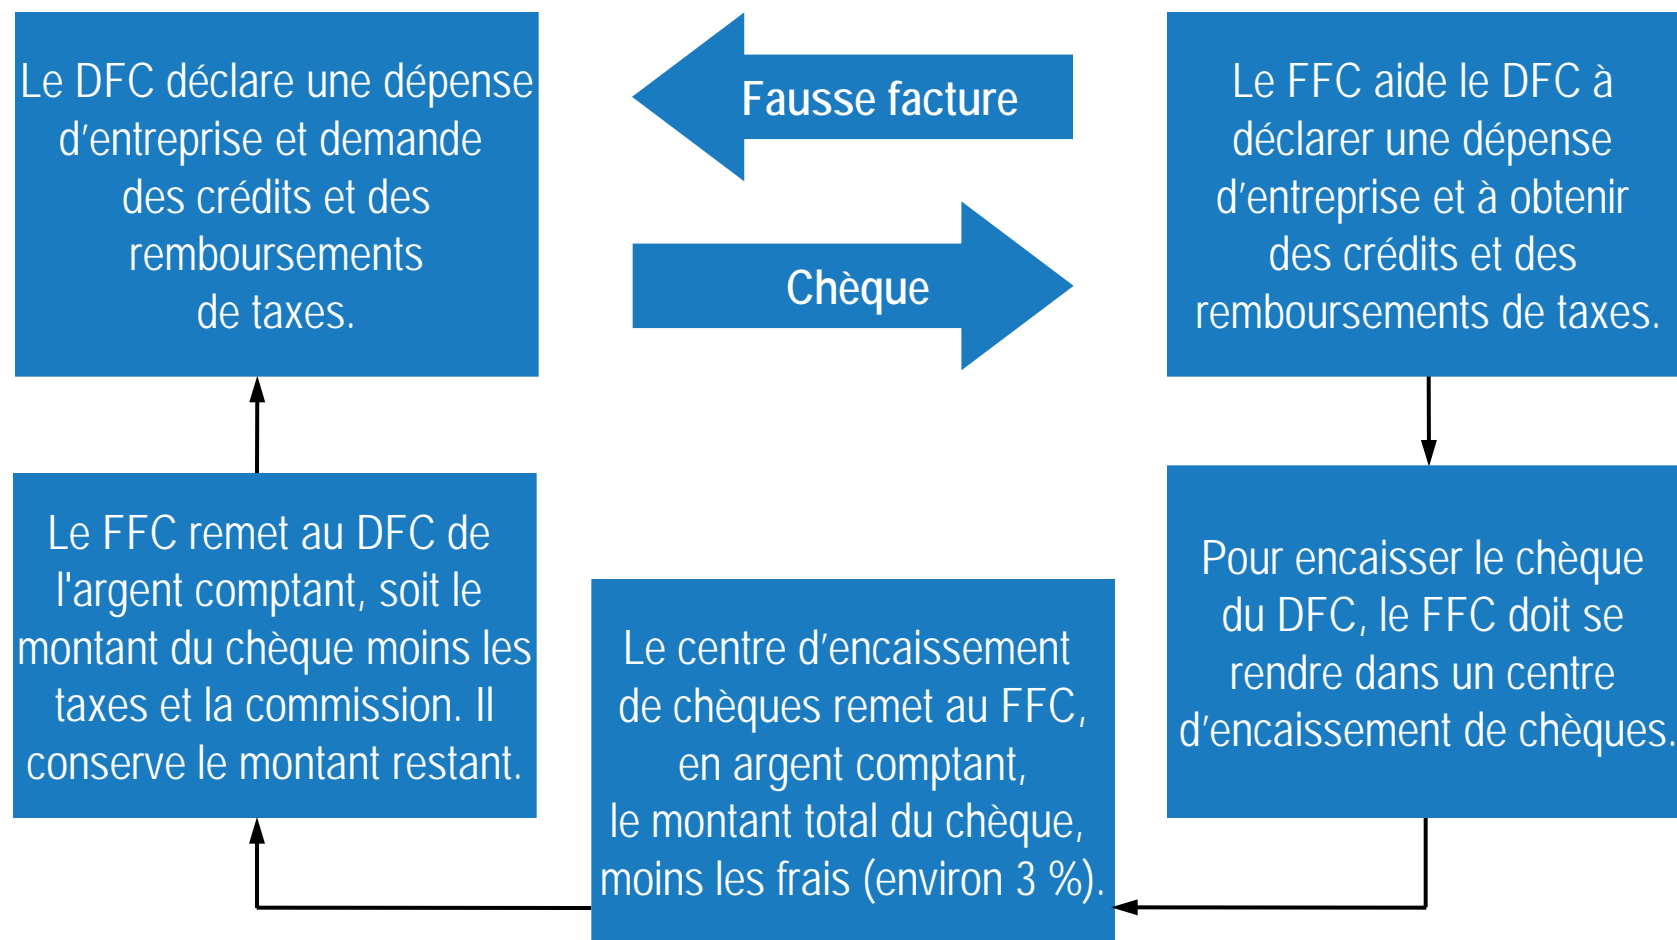 Le DFC déclare une dépense
d’entreprise et demande
des crédits et des
remboursements
de taxes.
Fausse facture
Chèque
Le FFC aide le DFC à
déclarer une dépense
d’entreprise et à obtenir
des crédits et des
remboursements de taxes.
Pour encaisser le chèque
du DFC, le FFC doit se
rendre dans un centre
d’encaissement de chèques.
Le centre d’encaissement
de chèques remet au FFC,
en argent comptant,
le montant total du chèque,
moins les frais (environ 3 %).
Le FFC remet au DFC de
l'argent comptant, soit le
montant du chèque moins les
taxes et la commission. Il
conserve le montant restant.